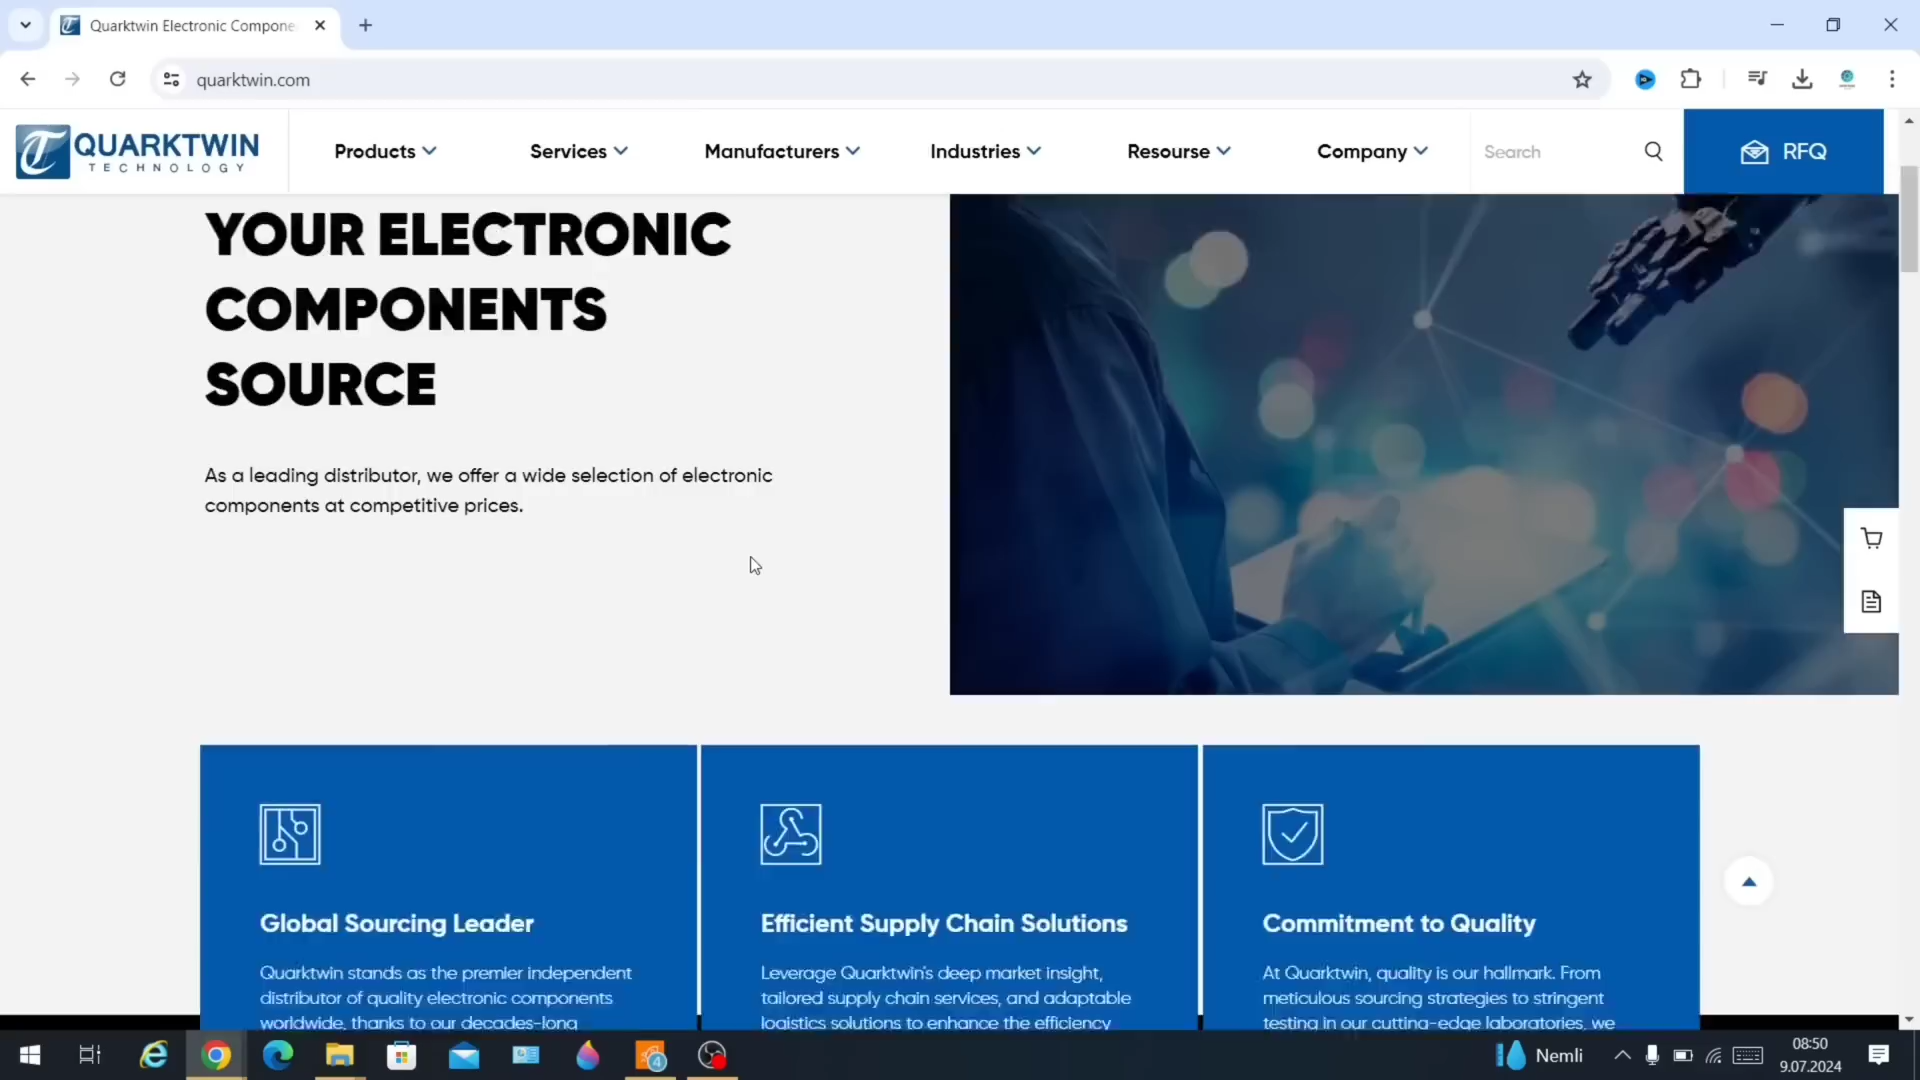 Quarktwin Electronic Compone
quarktwin.com
QUARKTWIN
TECHNOLOGY
Products
Services
Manufacturers
Industries
Resourse
Company
Search
RFQ
YOUR ELECTRONIC
COMPONENTS
SOURCE
As a leading distributor, we offer a wide selection of electronic
components at competitive prices.
Global Sourcing Leader
Quarktwin stands as the premier independent
distributor of quality electronic components
worldwide, thanks to our decades-long
Efficient Supply Chain Solutions
Leverage Quarktwin's deep market insight,
tailored supply chain services, and adaptable
logistics solutions to enhance the efficiency
Commitment to Quality
At Quarktwin, quality is our hallmark. From
meticulous sourcing strategies to stringent
testing in our cutting-edge laboratories, we
4
Nemli
08:50
9.07.2024